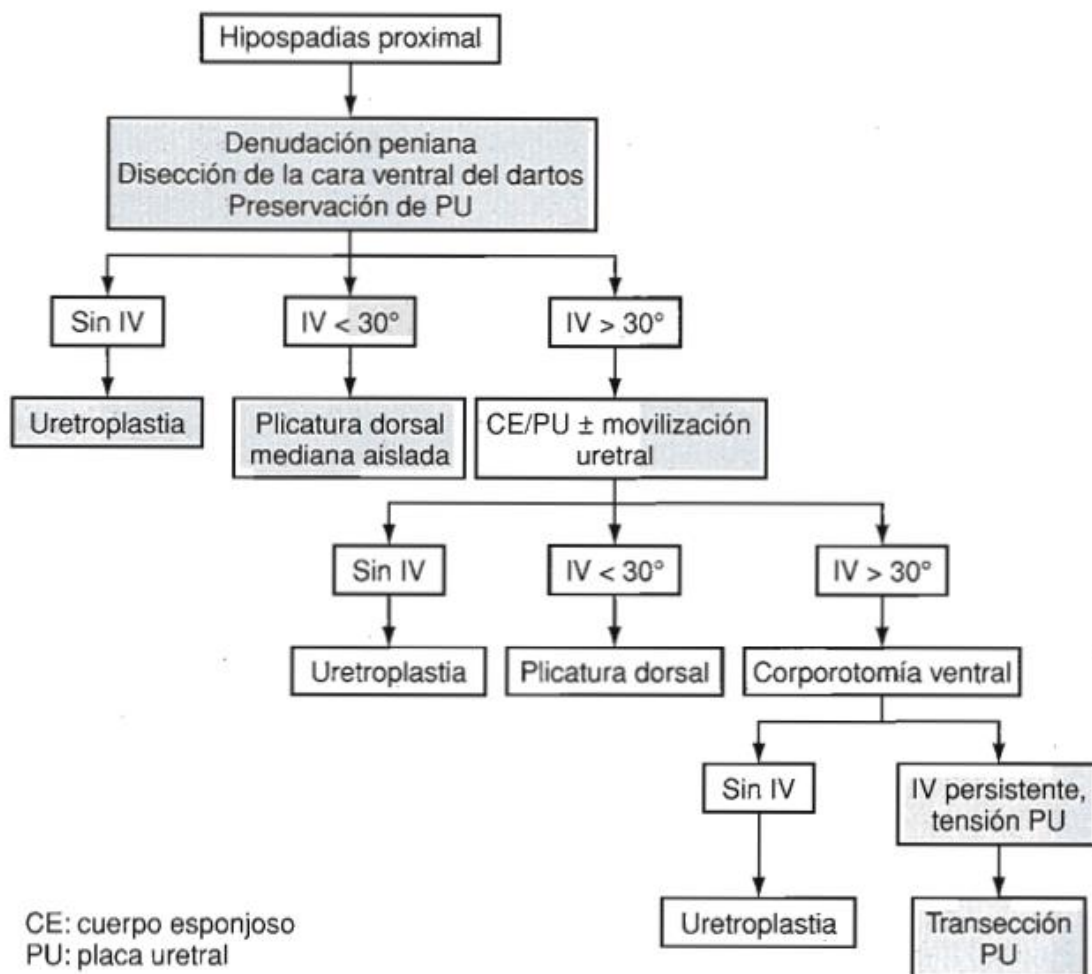 Hipospadias proximal
Denudación peniana
Disección de la cara ventral del dartos
Preservación de PU
Sin IV
IV < 30°
IV > 30°
Uretroplastia
Plicatura dorsal
mediana aislada
CE/PU ± movilización
uretral
Sin IV
IV < 30°
IV > 30°
Uretroplastia
Plicatura dorsal
Corporotomía ventral
Sin IV
IV persistente,
tensión PU
Uretroplastia
Transección
PU
CE: cuerpo esponjoso
PU: placa uretral